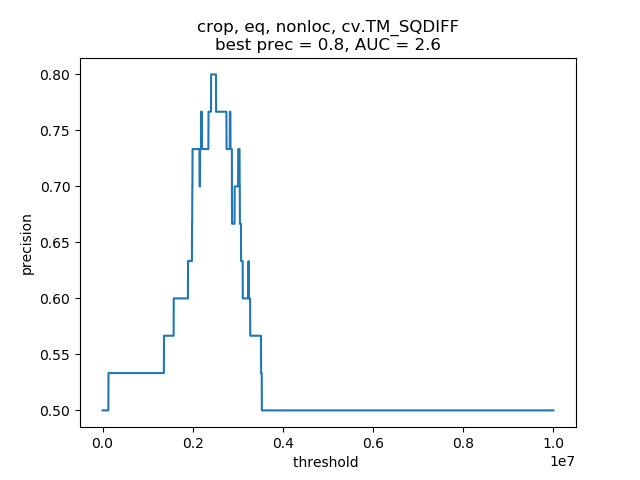 crop, eq, nonloc, cv.TM_SQDIFF
best prec = 0.8, AUC = 2.6
0.80
0.75
0.70
0.65
0.60
0.55
0.50
precision
0.0 0.2 0.4 0.6 0.8 1.0
1e7
threshold